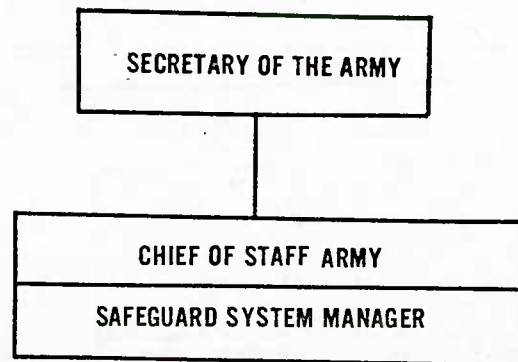 SECRETARY OF THE ARMY
CHIEF OF STAFF ARMY
SAFEGUARD SYSTEM MANAGER